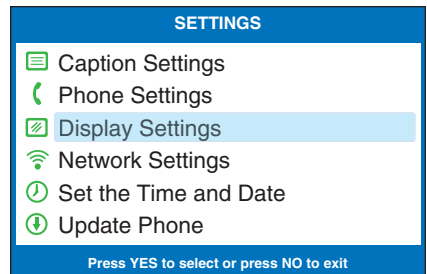 SETTINGS
Caption Settings
Phone Settings
Display Settings
Network Settings
Set the Time and Date
Update Phone
Press YES to select or press NO to exit